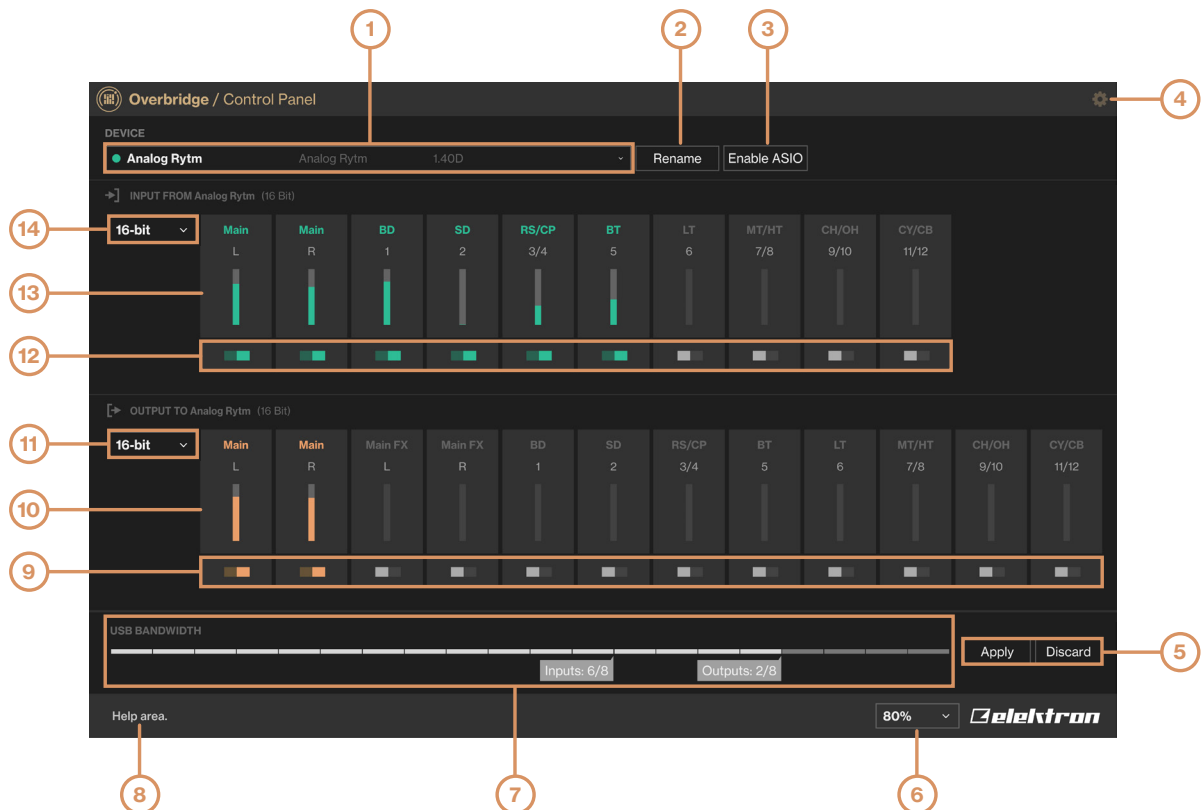 1 2 3
Overbridge / Control Panel
4
DEVICE
Analog Rytm Analog Rytm 1.40D Rename Enable ASIO
INPUT FROM Analog Rytm (16 Bit)
14
16-bit Main Main BD SD RS/CP BT LT MT/HT CH/OH CY/CB
L R 1 2 3/4 5 6 7/8 9/10 11/12
13
12
OUTPUT TO Analog Rytm (16 Bit)
11
16-bit Main Main Main FX Main FX BD SD RS/CP BT LT MT/HT CH/OH CY/CB
L R L R 1 2 3/4 5 6 7/8 9/10 11/12
10
9
USB BANDWIDTH
Inputs: 6/8 Outputs: 2/8 Apply Discard
5
Help area. 80% elektron
8 7 6